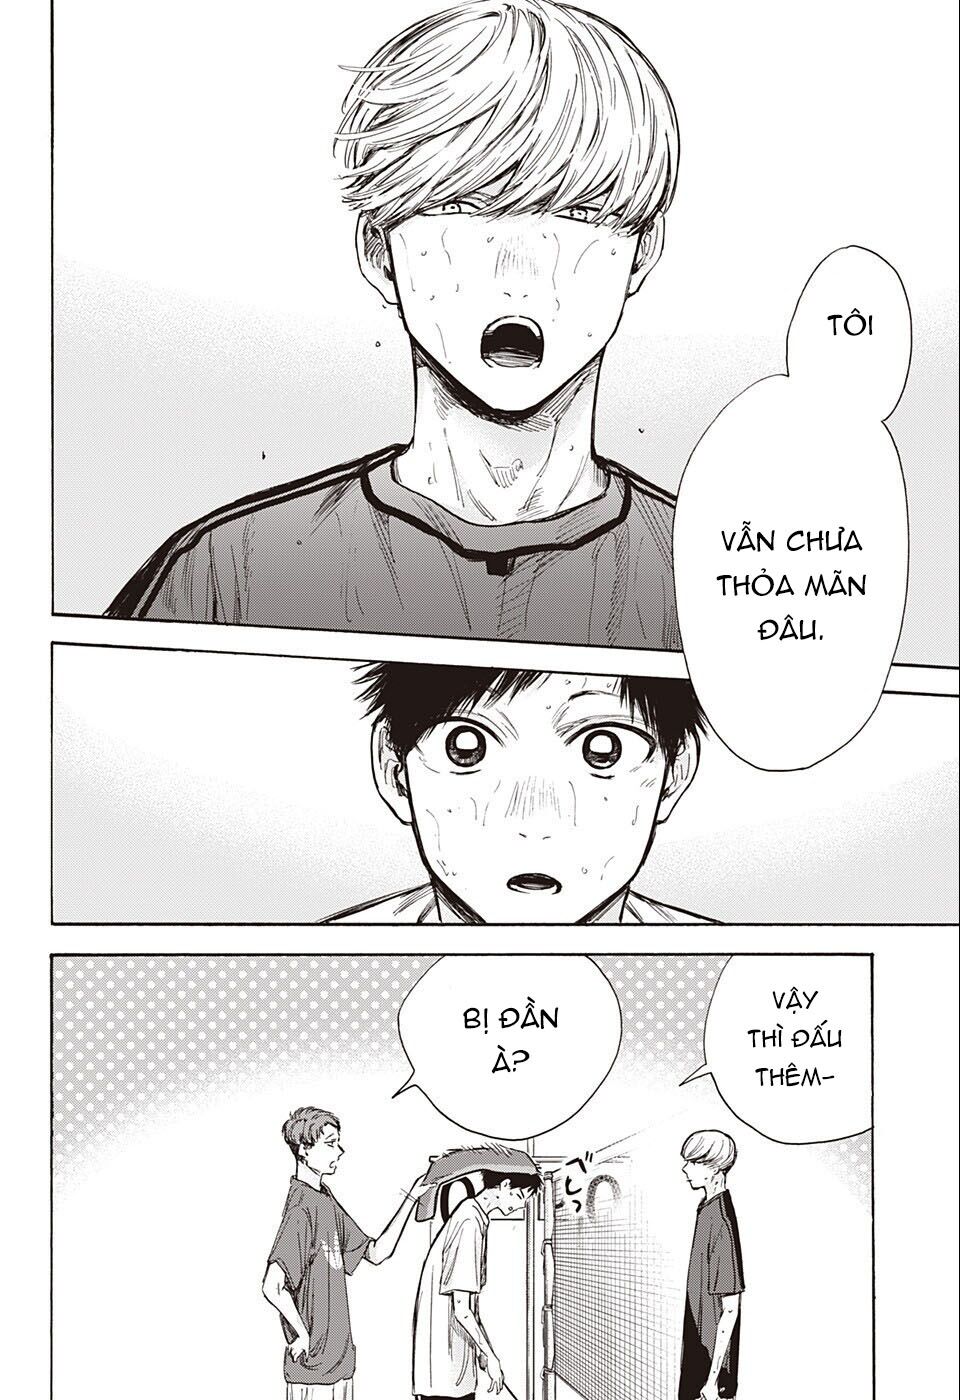 TÔI
VẪN CHƯA
THỎA MÃN
ĐÂU.
VẬY
THÌ ĐẤU
THÊM-
BỊ ĐẦN
À?